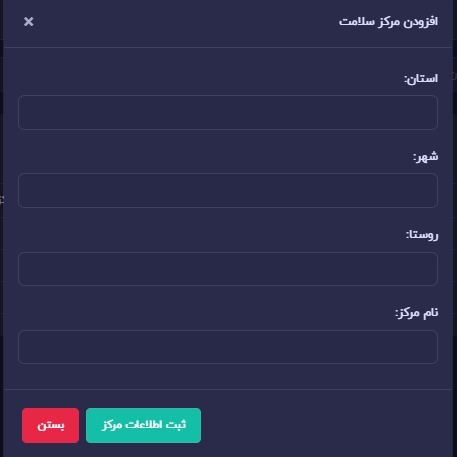 افزودن مرکز سلامت ×
استان:
شهر:
روستا:
نام مرکز:
ثبت اطلاعات مرکز
بستن